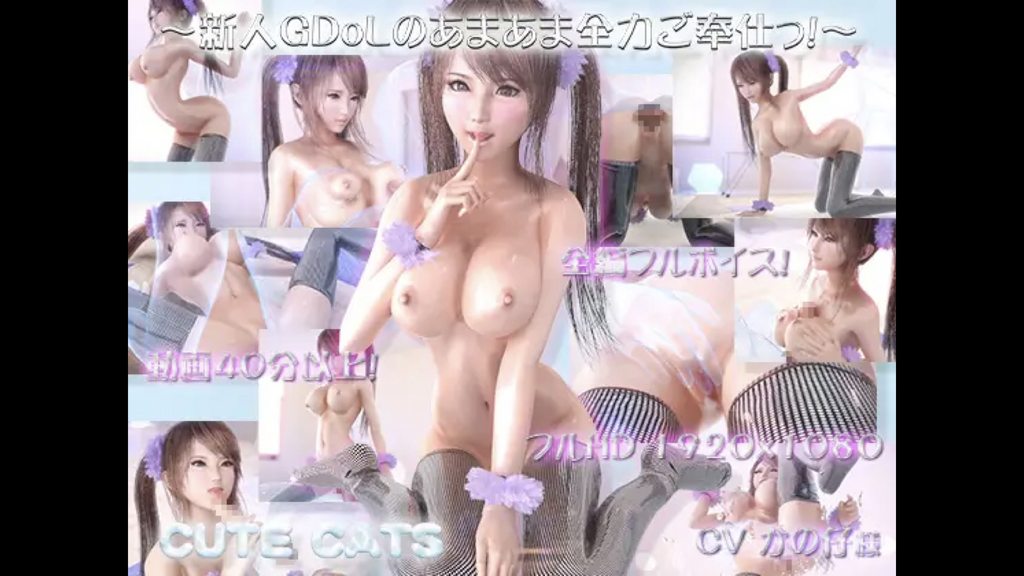 ～新人GDoLのあまあま全力ご奉仕っ!～
全編フルボイス!
動画40分以上!
フルHD 1920×1080
CUTE CATS
CV かの仔様